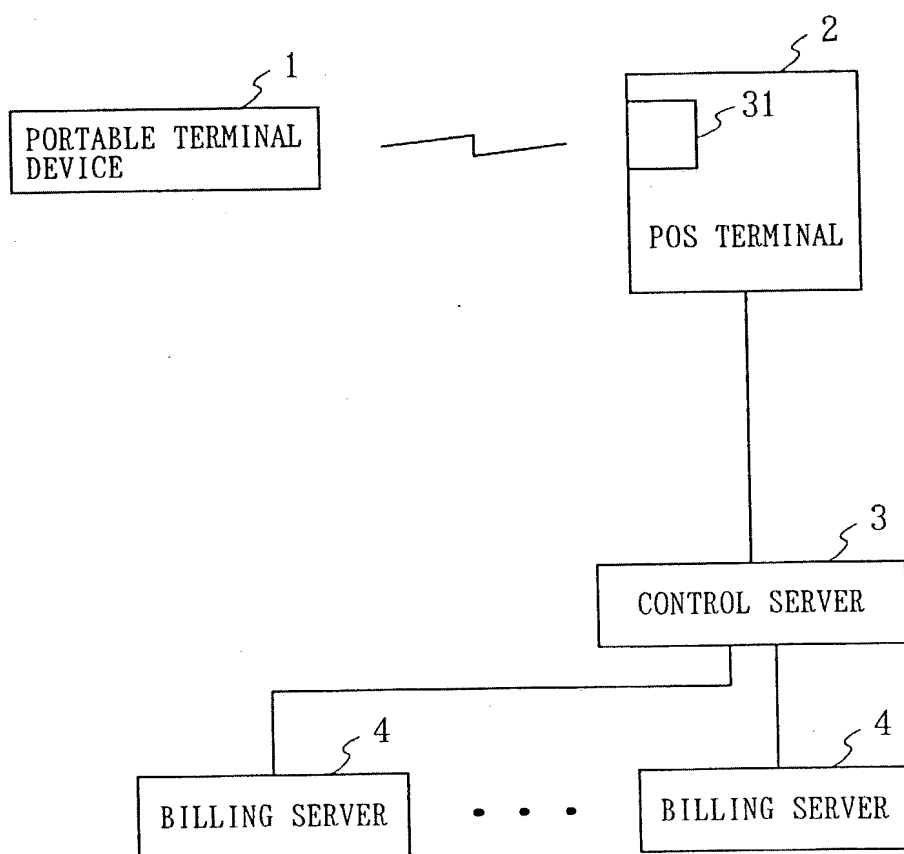 2
1
31
PORTABLE TERMINAL
DEVICE
POS TERMINAL
3
CONTROL SERVER
4
4
BILLING SERVER
BILLING SERVER